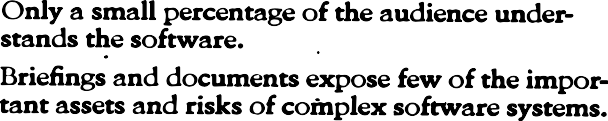 Only a small percentage of the audience under-
stands the software.
Briefings and documents expose few of the impor-
tant assets and risks of complex software systems.